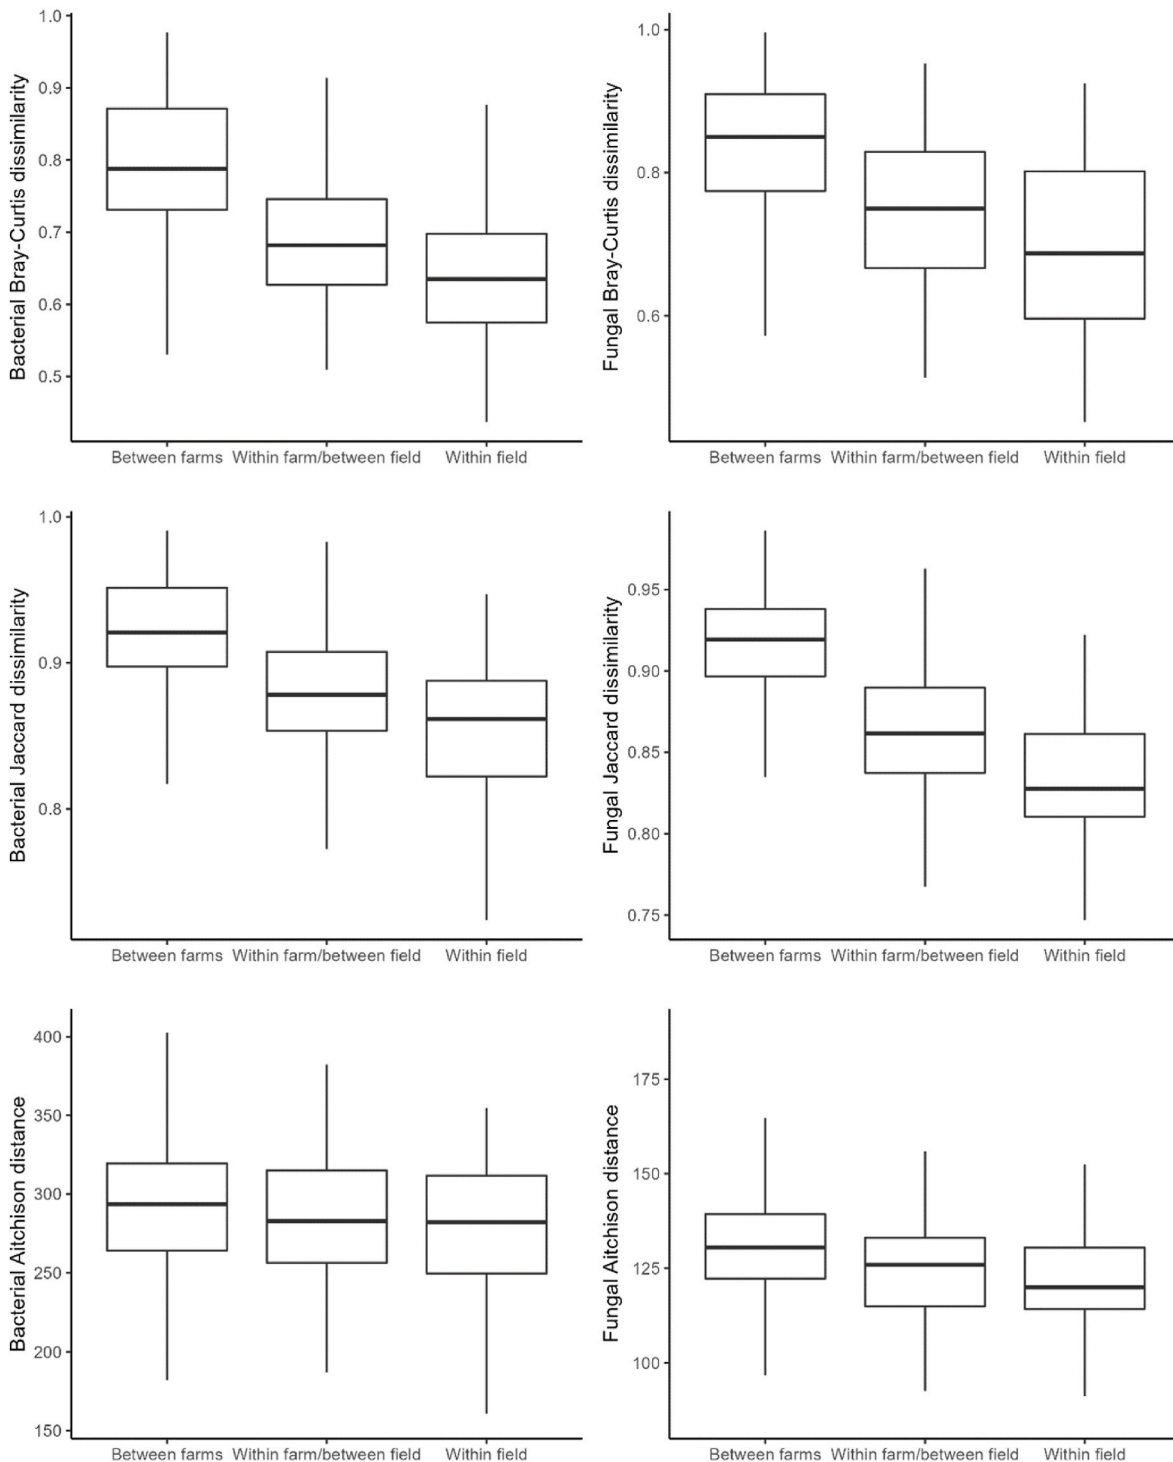 Bacterial Bray-Curtis dissimilarity
1.0
0.9
0.8
0.7
0.6
0.5
Between farms Within farm/between field Within field
Fungal Bray-Curtis dissimilarity
1.0
0.8
0.6
Between farms Within farm/between field Within field
Bacterial Jaccard dissimilarity
1.0
0.9
0.8
Between farms Within farm/between field Within field
Fungal Jaccard dissimilarity
0.95
0.90
0.85
0.80
0.75
Between farms Within farm/between field Within field
Bacterial Aitchison distance
400
350
300
250
200
150
Between farms Within farm/between field Within field
Fungal Aitchison distance
175
150
125
100
Between farms Within farm/between field Within field